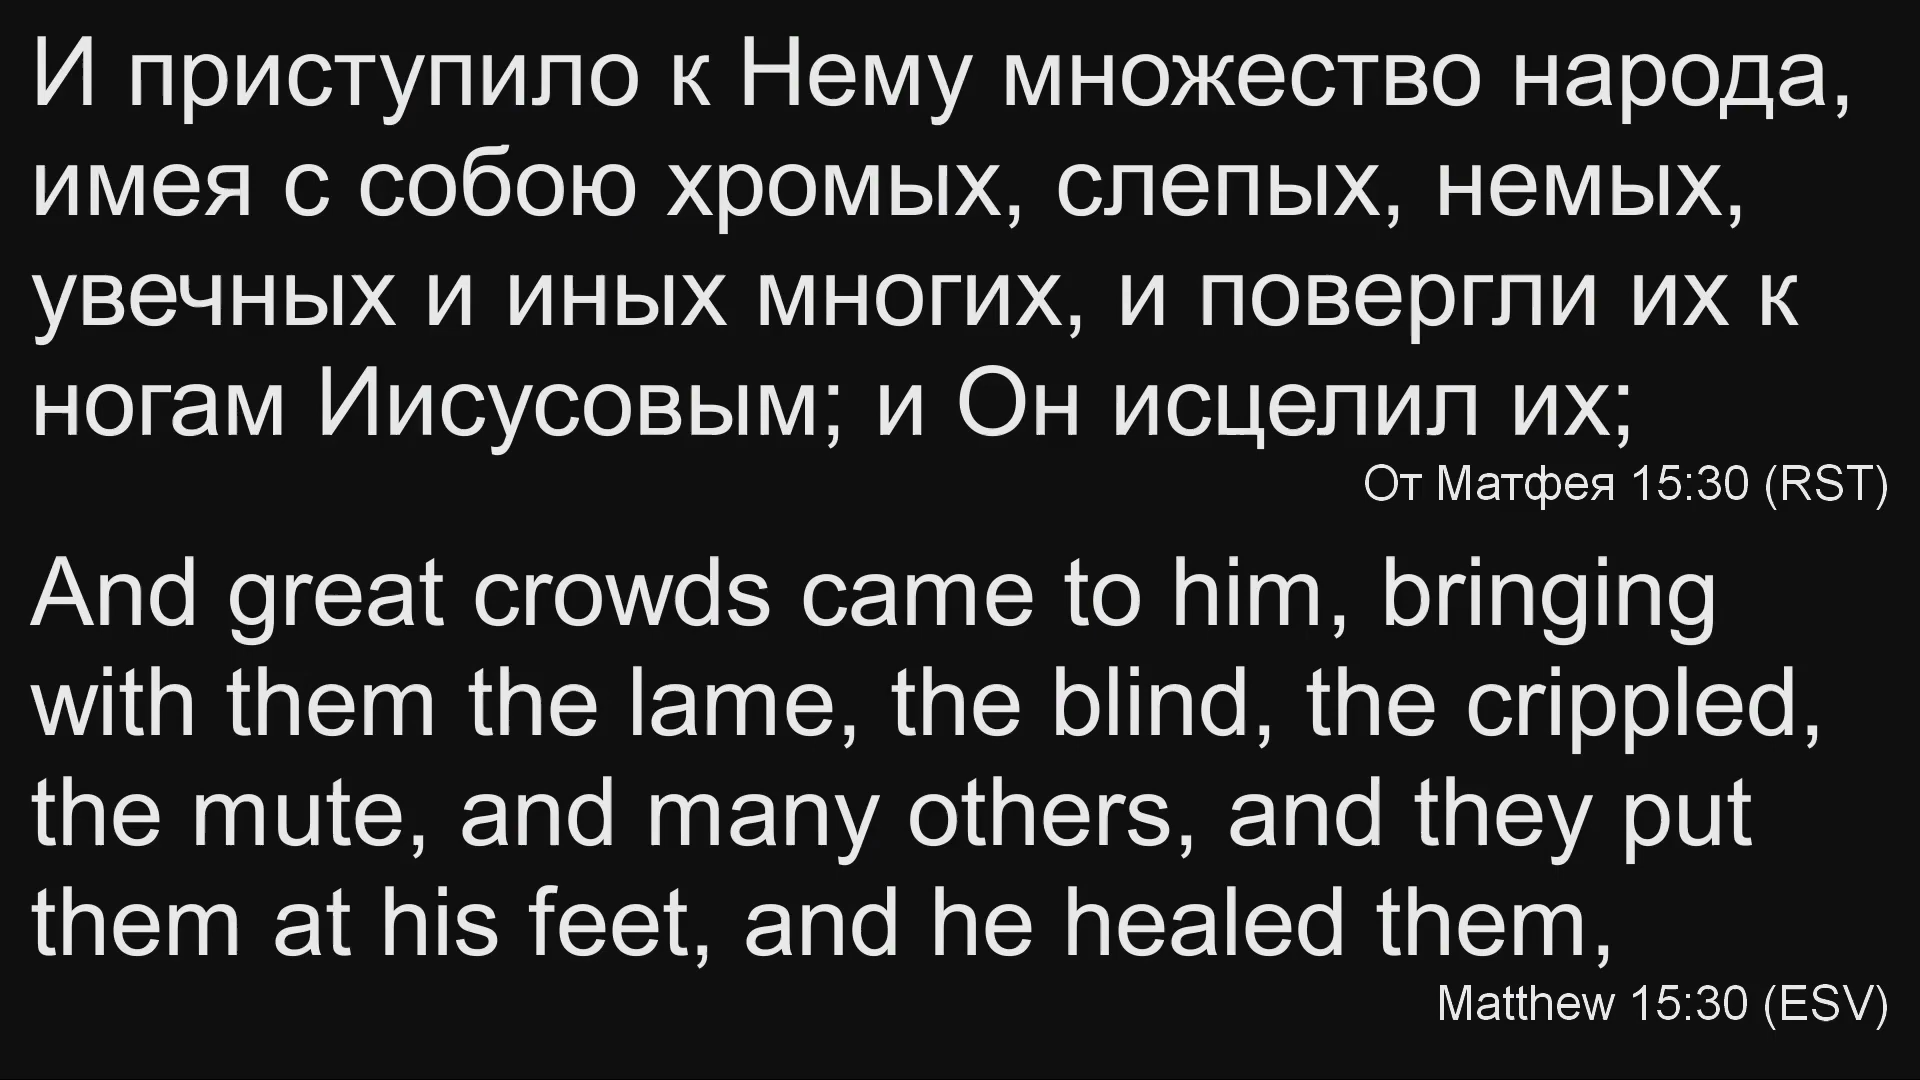 И приступило к Нему множество народа,
имея с собою хромых, слепых, немых,
увечных и иных многих, и повергли их к
ногам Иисусовым; и Он исцелил их;
От Матфея 15:30 (RST)
And great crowds came to him, bringing
with them the lame, the blind, the crippled,
the mute, and many others, and they put
them at his feet, and he healed them,
Matthew 15:30 (ESV)